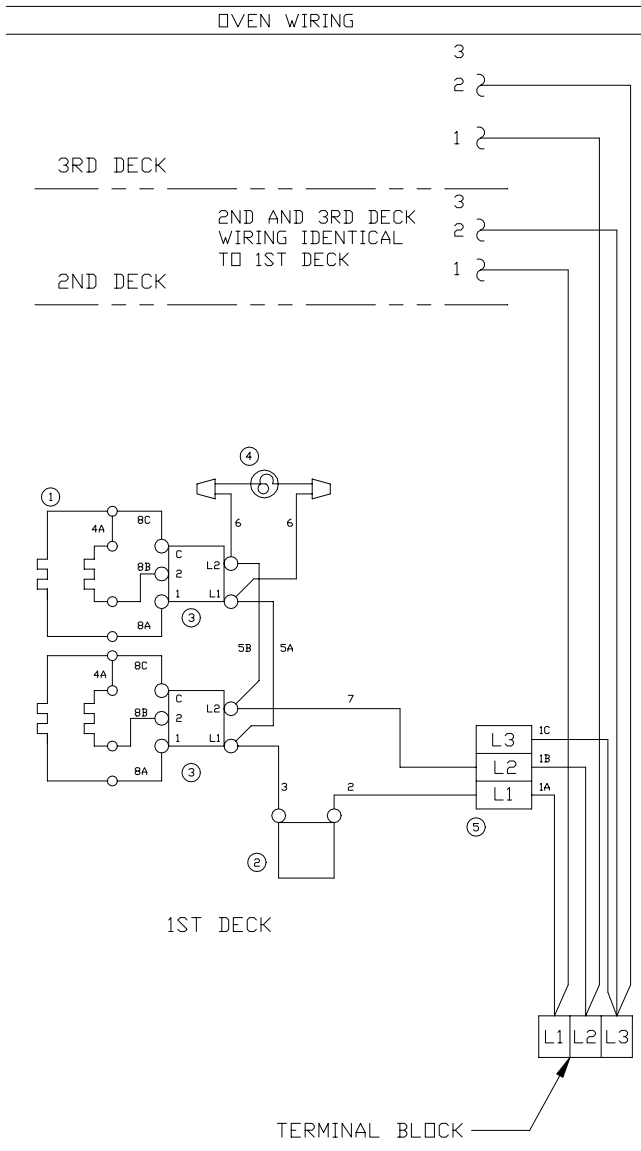 OVEN WIRING
3
2
1
3RD DECK
3
2ND AND 3RD DECK
2
WIRING IDENTICAL
TO 1ST DECK
1
2ND DECK
4
1
8C
6
6
4A
C
8B
2
L2
1
L1
8A
3
5B
5A
8C
4A
C
7
8B
2
L2
1
L1
L3
1C
L2
1B
8A
3
3
2
L1
1A
5
2
1ST DECK
L1
L2
L3
TERMINAL BLOCK